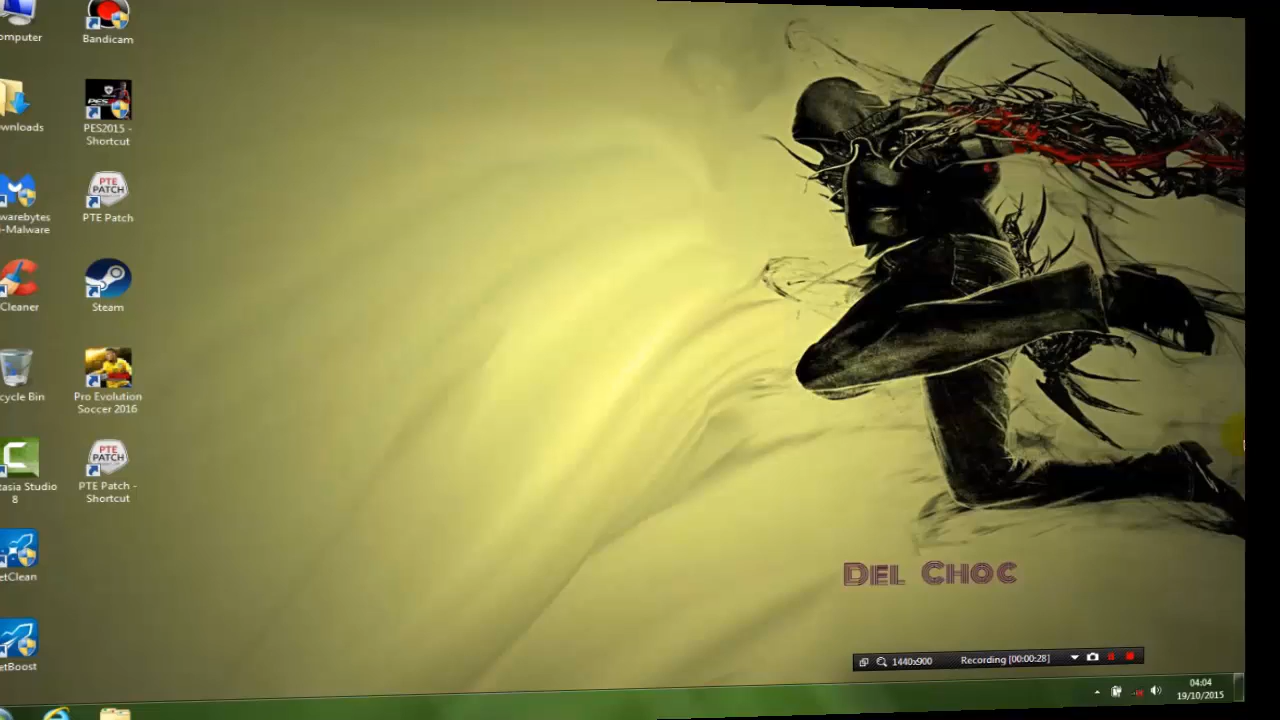 omputer
Bandicam
wnloads
PES2015 -
Shortcut
warebytes
i-Malware
PTE
PATCH
PTE Patch
Cleaner
Steam
cycle Bin
Pro Evolution
Soccer 2016
tasia Studio
8
PTE
PATCH
PTE Patch -
Shortcut
etClean
etBoost
DEL CHOC
1440x900
Recording [00:00:28]
04:04
19/10/2015